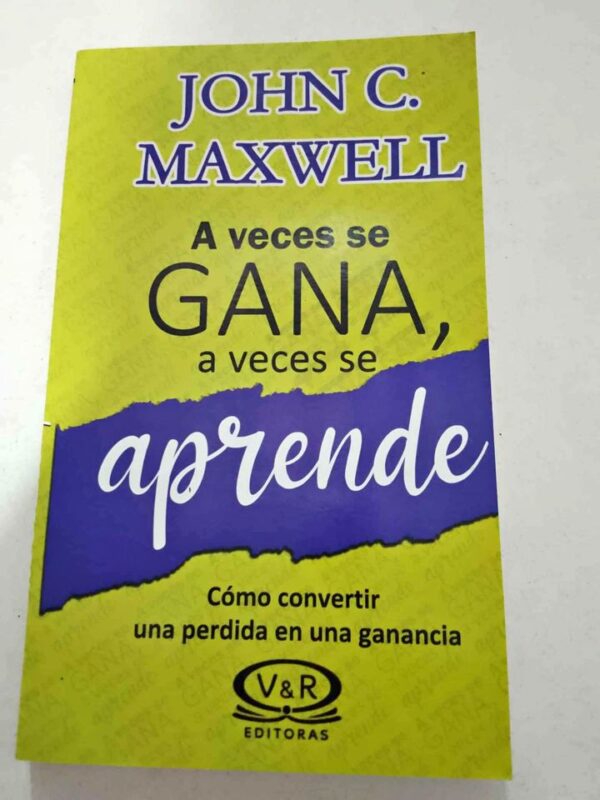 JOHN C.
MAXWELL
A veces se
GANA,
a veces se
aprende
Cómo convertir
una perdida en una ganancia
V&R
EDITORAS